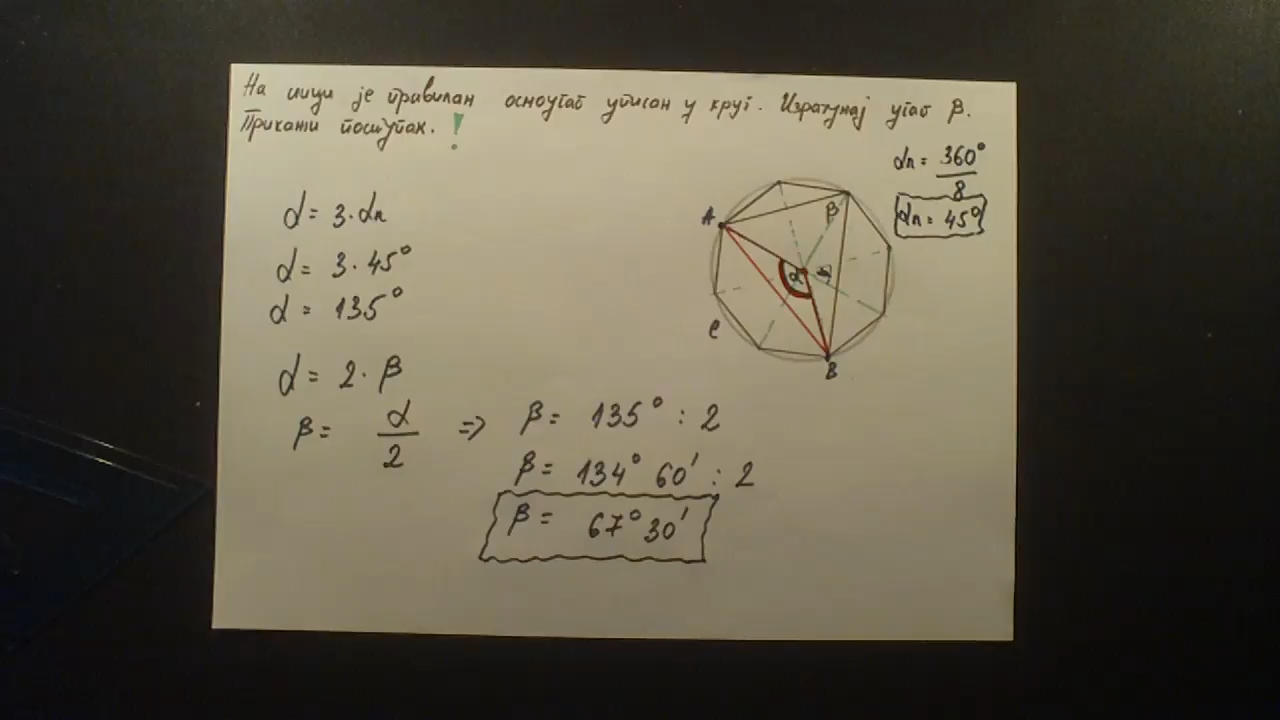 На слици је правилан осмоугао уписан у круг. Израчунај угао β.
Прикажи поступак. !
αn = 360°
8
αn = 45°
α = 3·αn
α = 3·45°
α = 135°
α = 2·β
β = α/2 => β = 135° : 2
β = 134° 60' : 2
β = 67° 30'
A
β
α
B